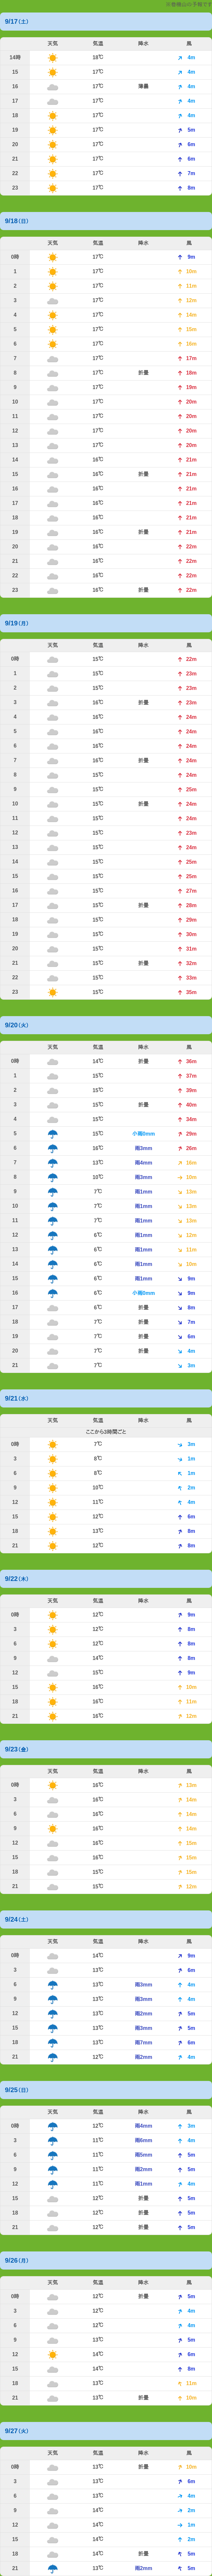 9/17(土)
天気 気温 降水 風
14時 18℃ 4m
15 17℃ 4m
16 17℃ 薄曇 4m
17 17℃ 4m
18 17℃ 4m
19 17℃ 5m
20 17℃ 6m
21 17℃ 6m
22 17℃ 7m
23 17℃ 8m
9/18(日)
天気 気温 降水 風
0時 17℃ 9m
1 17℃ 10m
2 17℃ 11m
3 17℃ 12m
4 17℃ 14m
5 17℃ 15m
6 17℃ 16m
7 17℃ 17m
8 17℃ 折曇 18m
9 17℃ 19m
10 17℃ 20m
11 17℃ 20m
12 17℃ 20m
13 17℃ 20m
14 16℃ 21m
15 16℃ 折曇 21m
16 16℃ 21m
17 16℃ 21m
18 16℃ 21m
19 16℃ 折曇 21m
20 16℃ 22m
21 16℃ 22m
22 16℃ 22m
23 16℃ 折曇 22m
9/19(月)
天気 気温 降水 風
0時 15℃ 22m
1 15℃ 23m
2 15℃ 23m
3 16℃ 折曇 23m
4 16℃ 24m
5 16℃ 24m
6 16℃ 24m
7 16℃ 折曇 24m
8 15℃ 24m
9 15℃ 25m
10 15℃ 折曇 24m
11 15℃ 24m
12 15℃ 23m
13 15℃ 24m
14 15℃ 25m
15 15℃ 25m
16 15℃ 27m
17 15℃ 折曇 28m
18 15℃ 29m
19 15℃ 30m
20 15℃ 31m
21 15℃ 折曇 32m
22 15℃ 33m
23 15℃ 35m
9/20(火)
天気 気温 降水 風
0時 14℃ 折曇 36m
1 15℃ 37m
2 15℃ 39m
3 15℃ 折曇 40m
4 15℃ 34m
5 15℃ 小雨0mm 29m
6 16℃ 雨3mm 26m
7 13℃ 雨4mm 16m
8 10℃ 雨3mm 10m
9 7℃ 雨1mm 13m
10 7℃ 雨1mm 13m
11 7℃ 雨1mm 13m
12 6℃ 雨1mm 12m
13 6℃ 雨1mm 11m
14 6℃ 雨1mm 10m
15 6℃ 雨1mm 9m
16 6℃ 小雨0mm 9m
17 6℃ 折曇 8m
18 7℃ 折曇 7m
19 7℃ 折曇 6m
20 7℃ 折曇 4m
21 7℃ 3m
9/21(水)
天気 気温 降水 風
ここから3時間ごと
0時 7℃ 3m
3 8℃ 1m
6 8℃ 1m
9 10℃ 2m
12 11℃ 4m
15 12℃ 6m
18 13℃ 8m
21 12℃ 8m
9/22(木)
天気 気温 降水 風
0時 12℃ 9m
3 12℃ 8m
6 12℃ 8m
9 14℃ 8m
12 15℃ 9m
15 16℃ 10m
18 16℃ 11m
21 16℃ 12m
9/23(金)
天気 気温 降水 風
0時 16℃ 13m
3 16℃ 14m
6 16℃ 14m
9 16℃ 14m
12 16℃ 15m
15 16℃ 15m
18 15℃ 15m
21 15℃ 12m
9/24(土)
天気 気温 降水 風
0時 14℃ 9m
3 13℃ 6m
6 13℃ 雨3mm 4m
9 13℃ 雨3mm 4m
12 13℃ 雨2mm 5m
15 13℃ 雨3mm 5m
18 13℃ 雨7mm 6m
21 12℃ 雨2mm 4m
9/25(日)
天気 気温 降水 風
0時 12℃ 雨4mm 3m
3 11℃ 雨6mm 4m
6 11℃ 雨5mm 5m
9 11℃ 雨2mm 5m
12 11℃ 雨1mm 4m
15 12℃ 折曇 5m
18 12℃ 折曇 5m
21 12℃ 折曇 5m
9/26(月)
天気 気温 降水 風
0時 12℃ 折曇 5m
3 12℃ 4m
6 12℃ 4m
9 13℃ 5m
12 14℃ 6m
15 14℃ 8m
18 13℃ 11m
21 13℃ 折曇 10m
9/27(火)
天気 気温 降水 風
0時 13℃ 折曇 10m
3 13℃ 6m
6 13℃ 4m
9 14℃ 2m
12 14℃ 1m
15 14℃ 2m
18 14℃ 折曇 5m
21 13℃ 雨2mm 5m